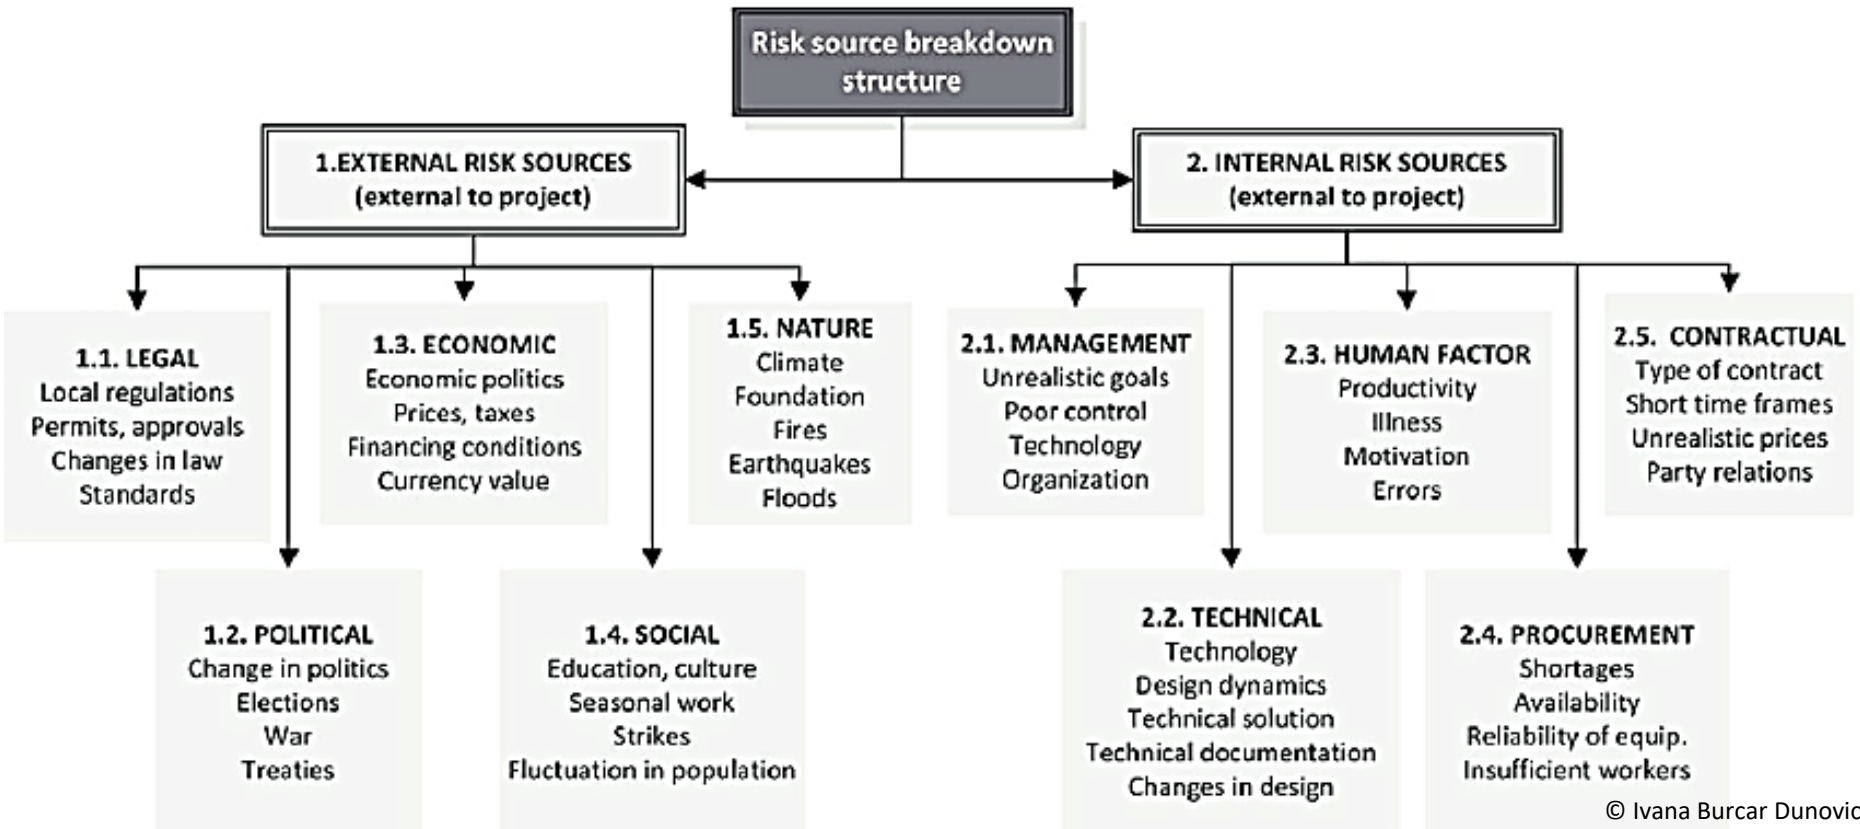 Risk source breakdown
structure
1.EXTERNAL RISK SOURCES
(external to project)
2. INTERNAL RISK SOURCES
(external to project)
1.1. LEGAL
Local regulations
Permits, approvals
Changes in law
Standards
1.2. POLITICAL
Change in politics
Elections
War
Treaties
1.3. ECONOMIC
Economic politics
Prices, taxes
Financing conditions
Currency value
1.4. SOCIAL
Education, culture
Seasonal work
Strikes
Fluctuation in population
1.5. NATURE
Climate
Foundation
Fires
Earthquakes
Floods
2.1. MANAGEMENT
Unrealistic goals
Poor control
Technology
Organization
2.2. TECHNICAL
Technology
Design dynamics
Technical solution
Technical documentation
Changes in design
2.3. HUMAN FACTOR
Productivity
Illness
Motivation
Errors
2.4. PROCUREMENT
Shortages
Availability
Reliability of equip.
Insufficient workers
2.5. CONTRACTUAL
Type of contract
Short time frames
Unrealistic prices
Party relations
© Ivana Burcar Dunovic